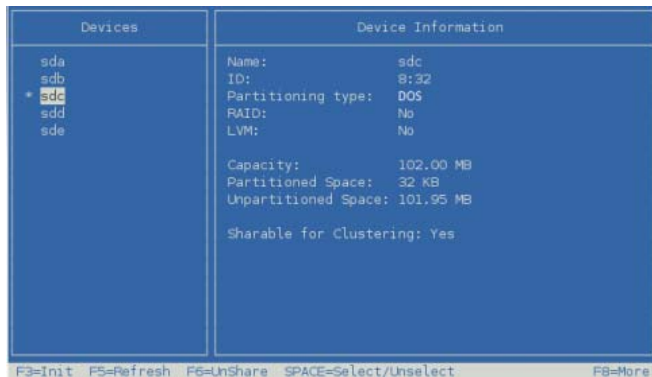 Devices
Device Information
sda
sdb
* sdc
sdd
sde
Name: sdc
ID: 8:32
Partitioning type: DOS
RAID: No
LVM: No
Capacity: 102.00 MB
Partitioned Space: 32 KB
Unpartitioned Space: 101.95 MB
Sharable for Clustering: Yes
F3=Init F5=Refresh F6=UnShare SPACE=Select/Unselect F8=More